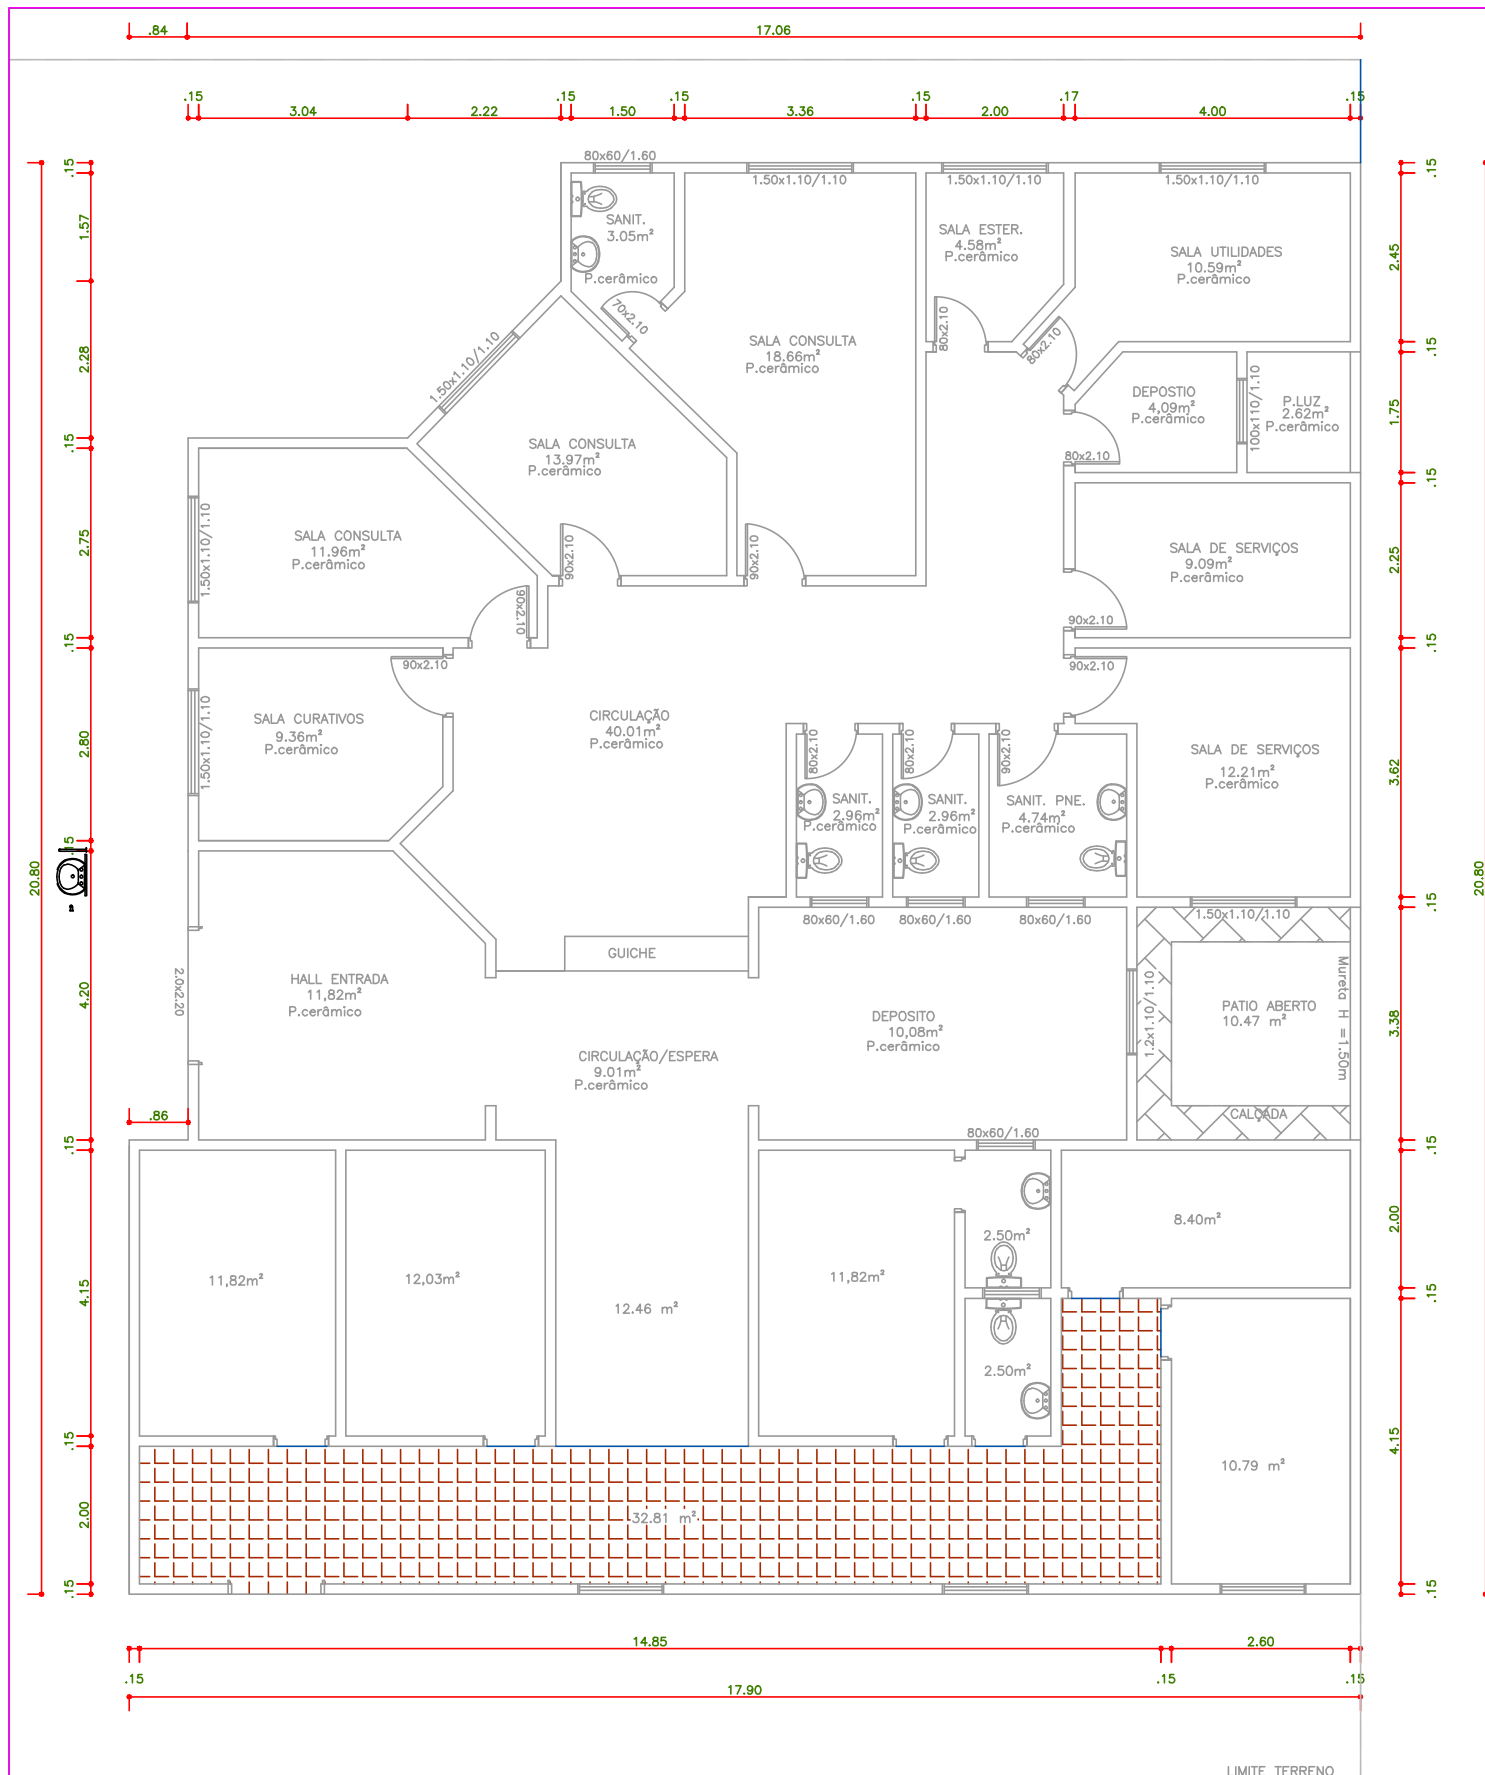 .84
17.06
.15
3.04
2.22
.15
1.50
.15
3.36
.15
2.00
.17
4.00
.15
.15
1.57
2.28
.15
2.75
.15
2.80
.15
20.80
4.20
.15
4.15
.15
2.00
.15
80x60/1.60
1.50x1.10/1.10
1.50x1.10/1.10
1.50x1.10/1.10
SANIT.
3.05m²
P.cerâmico
70x2.10
SALA ESTER.
4.58m²
P.cerâmico
80x2.10
80x2.10
SALA UTILIDADES
10.59m²
P.cerâmico
SALA CONSULTA
18.66m²
P.cerâmico
1.50x1.10/1.10
SALA CONSULTA
13.97m²
P.cerâmico
DEPOSTIO
4,09m²
P.cerâmico
80x2.10
100x110/1.10
P.LUZ
2.62m²
P.cerâmico
1.50x1.10/1.10
SALA CONSULTA
11.96m²
P.cerâmico
90x2.10
90x2.10
90x2.10
SALA DE SERVIÇOS
9.09m²
P.cerâmico
90x2.10
90x2.10
90x2.10
1.50x1.10/1.10
SALA CURATIVOS
9.36m²
P.cerâmico
CIRCULAÇÃO
40.01m²
P.cerâmico
80x2.10
80x2.10
90x2.10
SANIT.
2.96m²
P.cerâmico
SANIT.
2.96m²
P.cerâmico
SANIT. PNE.
4.74m²
P.cerâmico
SALA DE SERVIÇOS
12.21m²
P.cerâmico
80x60/1.60
80x60/1.60
80x60/1.60
1.50x1.10/1.10
GUICHE
2.0x2.20
HALL ENTRADA
11,82m²
P.cerâmico
CIRCULAÇÃO/ESPERA
9.01m²
P.cerâmico
DEPOSITO
10,08m²
P.cerâmico
1.2x1.10/1.10
PATIO ABERTO
10.47 m²
Mureta H =1.50m
CALÇADA
.86
80x60/1.60
11,82m²
12,03m²
12.46 m²
11,82m²
2.50m²
2.50m²
8.40m²
10.79 m²
32.81 m²
.15
2.45
.15
1.75
.15
2.25
.15
3.62
.15
3.38
.15
2.00
.15
4.15
.15
20.80
14.85
2.60
.15
.15
.15
17.90
LIMITE TERRENO